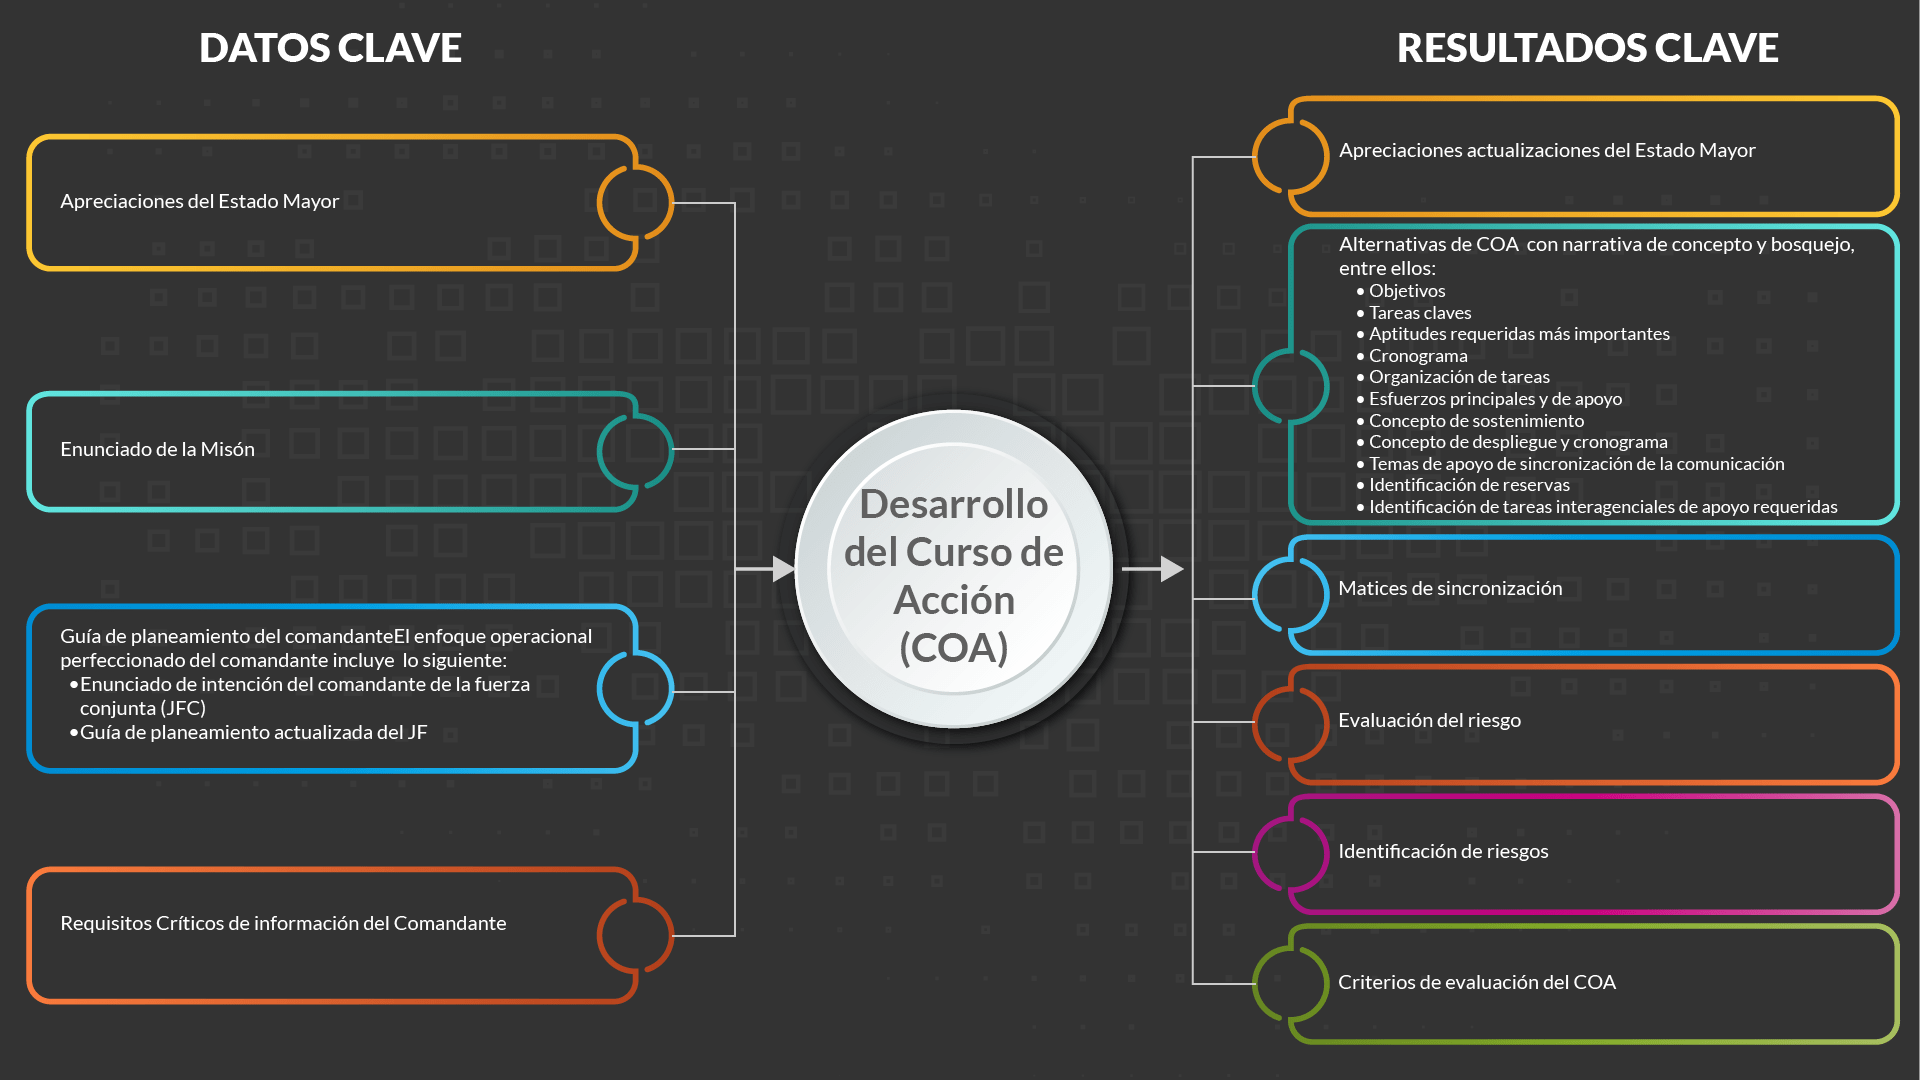 DATOS CLAVE
Apreciaciones del Estado Mayor
Enunciado de la Misón
Guía de planeamiento del comandanteEl enfoque operacional
perfeccionado del comandante incluye lo siguiente:
•Enunciado de intención del comandante de la fuerza
conjunta (JFC)
•Guía de planeamiento actualizada del JF
Requisitos Críticos de información del Comandante
Desarrollo
del Curso de
Acción
(COA)
RESULTADOS CLAVE
Apreciaciones actualizaciones del Estado Mayor
Alternativas de COA con narrativa de concepto y bosquejo,
entre ellos:
• Objetivos
• Tareas claves
• Aptitudes requeridas más importantes
• Cronograma
• Organización de tareas
• Esfuerzos principales y de apoyo
• Concepto de sostenimiento
• Concepto de despliegue y cronograma
• Temas de apoyo de sincronización de la comunicación
• Identificación de reservas
• Identificación de tareas interagenciales de apoyo requeridas
Matices de sincronización
Evaluación del riesgo
Identificación de riesgos
Criterios de evaluación del COA